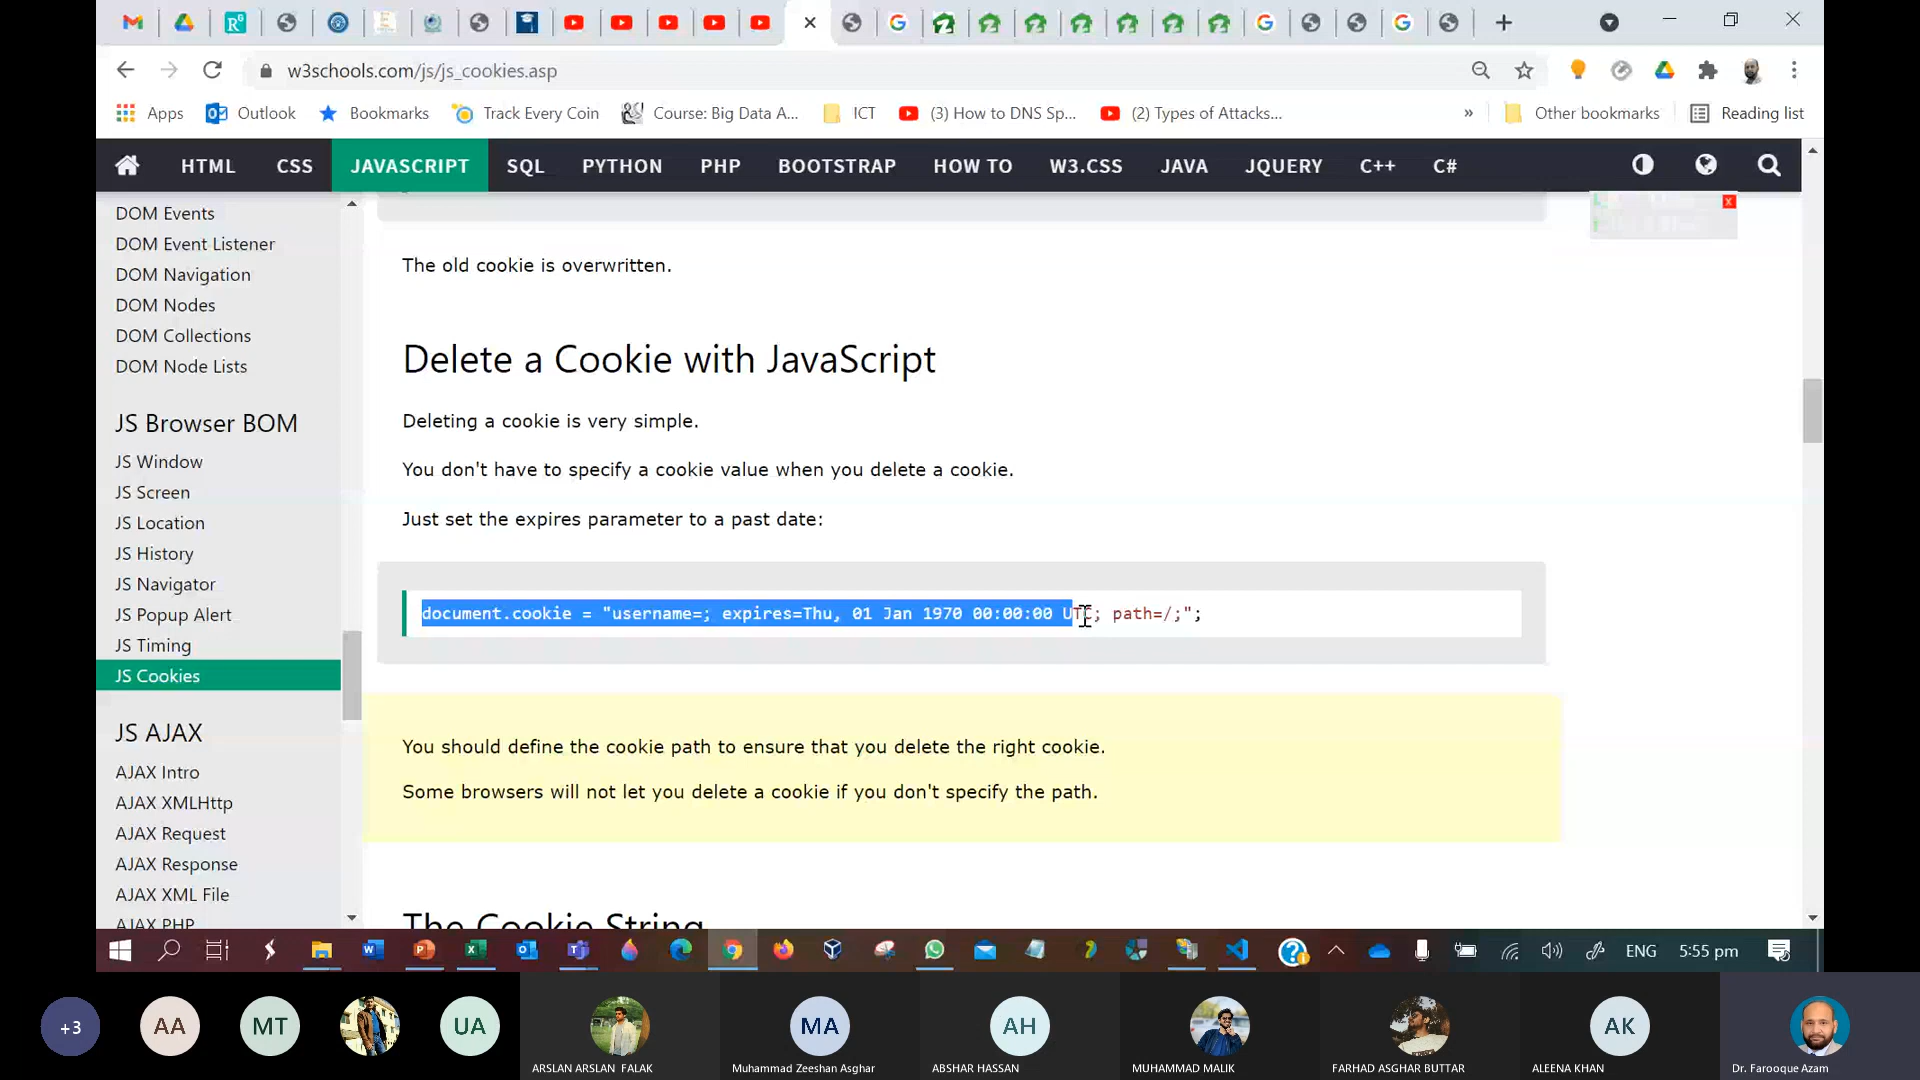 w3schools.com/js/js_cookies.asp
Apps
Outlook
Bookmarks
Track Every Coin
Course: Big Data A...
ICT
(3) How to DNS Sp...
(2) Types of Attacks...
»
Other bookmarks
Reading list
HTML
CSS
JAVASCRIPT
SQL
PYTHON
PHP
BOOTSTRAP
HOW TO
W3.CSS
JAVA
JQUERY
C++
C#
DOM Events
DOM Event Listener
DOM Navigation
DOM Nodes
DOM Collections
DOM Node Lists
JS Browser BOM
JS Window
JS Screen
JS Location
JS History
JS Navigator
JS Popup Alert
JS Timing
JS Cookies
JS AJAX
AJAX Intro
AJAX XMLHttp
AJAX Request
AJAX Response
AJAX XML File
AJAX PHP
The old cookie is overwritten.
Delete a Cookie with JavaScript
Deleting a cookie is very simple.
You don't have to specify a cookie value when you delete a cookie.
Just set the expires parameter to a past date:
document.cookie = "username=; expires=Thu, 01 Jan 1970 00:00:00 UTC; path=/;";
You should define the cookie path to ensure that you delete the right cookie.
Some browsers will not let you delete a cookie if you don't specify the path.
The Cookie String
X
ENG
5:55 pm
+3
AA
MT
UA
ARSLAN ARSLAN FALAK
MA
Muhammad Zeeshan Asghar
AH
ABSHAR HASSAN
MUHAMMAD MALIK
FARHAD ASGHAR BUTTAR
AK
ALEENA KHAN
Dr. Farooque Azam